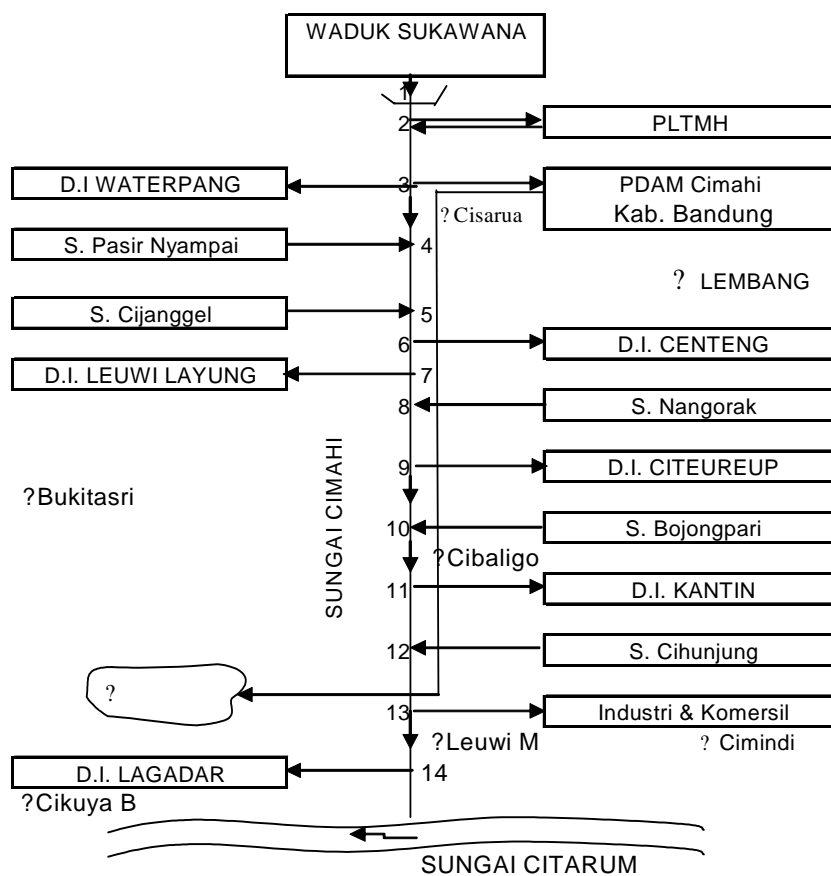 WADUK SUKAWANA
1
2
PLTMH
D.I WATERPANG
3
PDAM Cimahi
Kab. Bandung
? Cisarua
S. Pasir Nyampai
4
? LEMBANG
S. Cijanggel
5
6
D.I. CENTENG
D.I. LEUWI LAYUNG
7
8
S. Nangorak
SUNGAI CIMAHI
9
D.I. CITEUREUP
?Bukitasri
10
S. Bojongpari
?Cibaligo
11
D.I. KANTIN
12
S. Cihunjung
?
13
Industri & Komersil
?Leuwi M
? Cimindi
D.I. LAGADAR
14
?Cikuya B
SUNGAI CITARUM